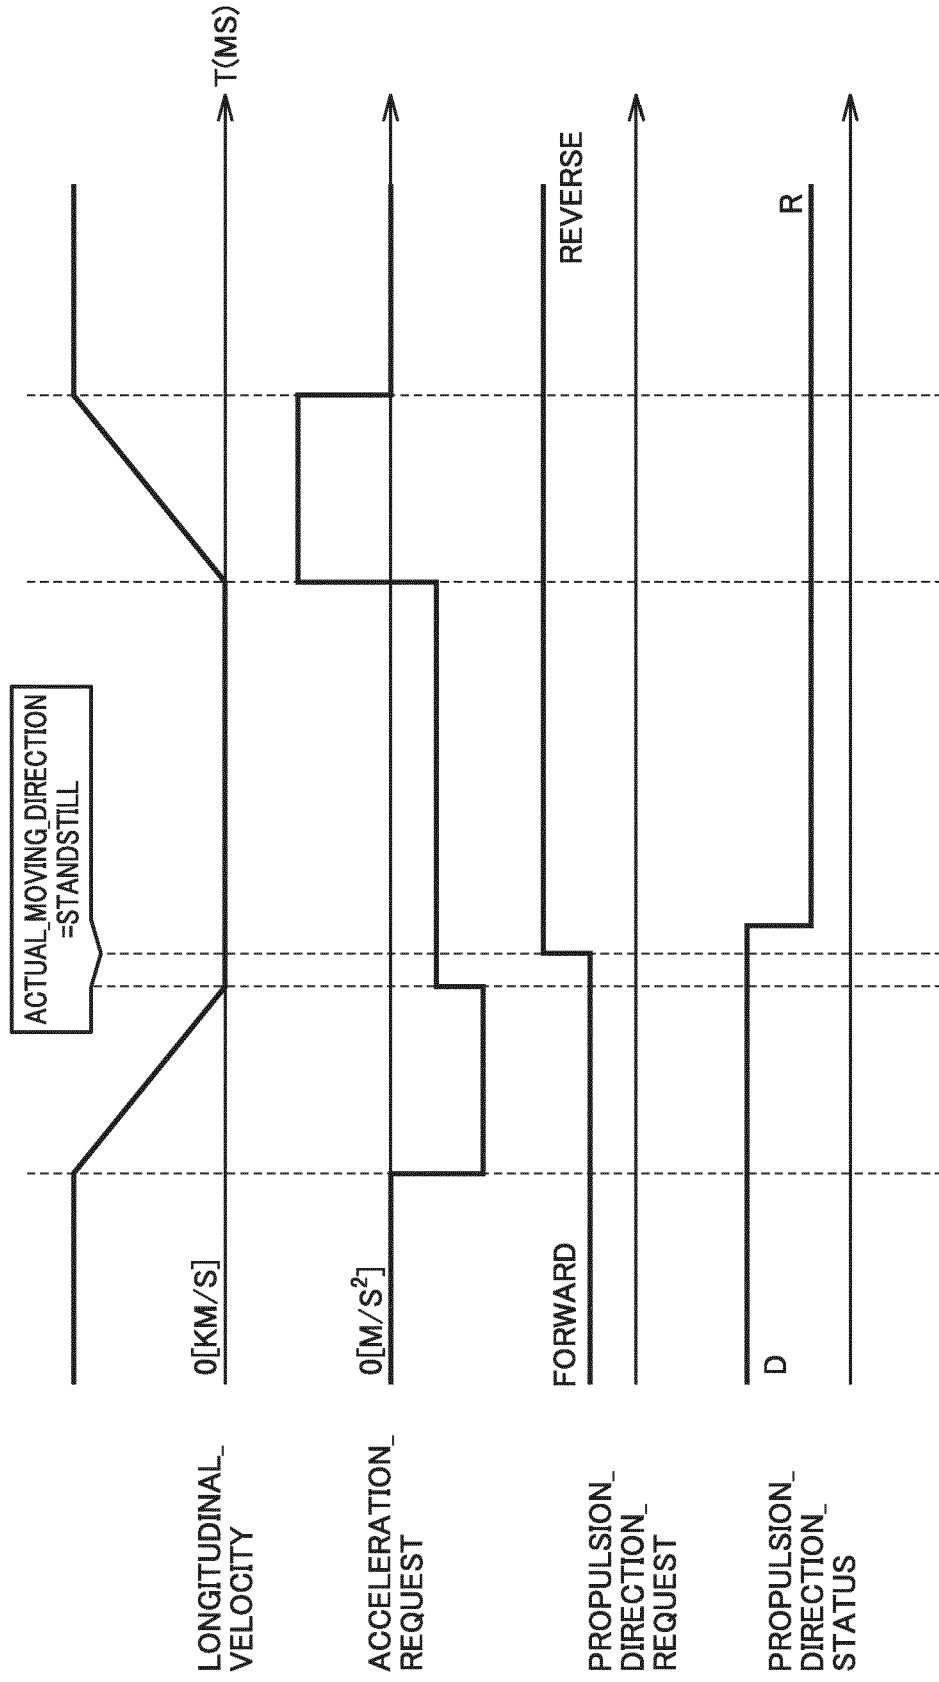 ACTUAL_MOVING_DIRECTION
=STANDSTILL
T(MS)
0[KM/S]
LONGITUDINAL_
VELOCITY
0[M/S²]
ACCELERATION_
REQUEST
FORWARD
REVERSE
PROPULSION_
DIRECTION_
REQUEST
D
R
PROPULSION_
DIRECTION_
STATUS